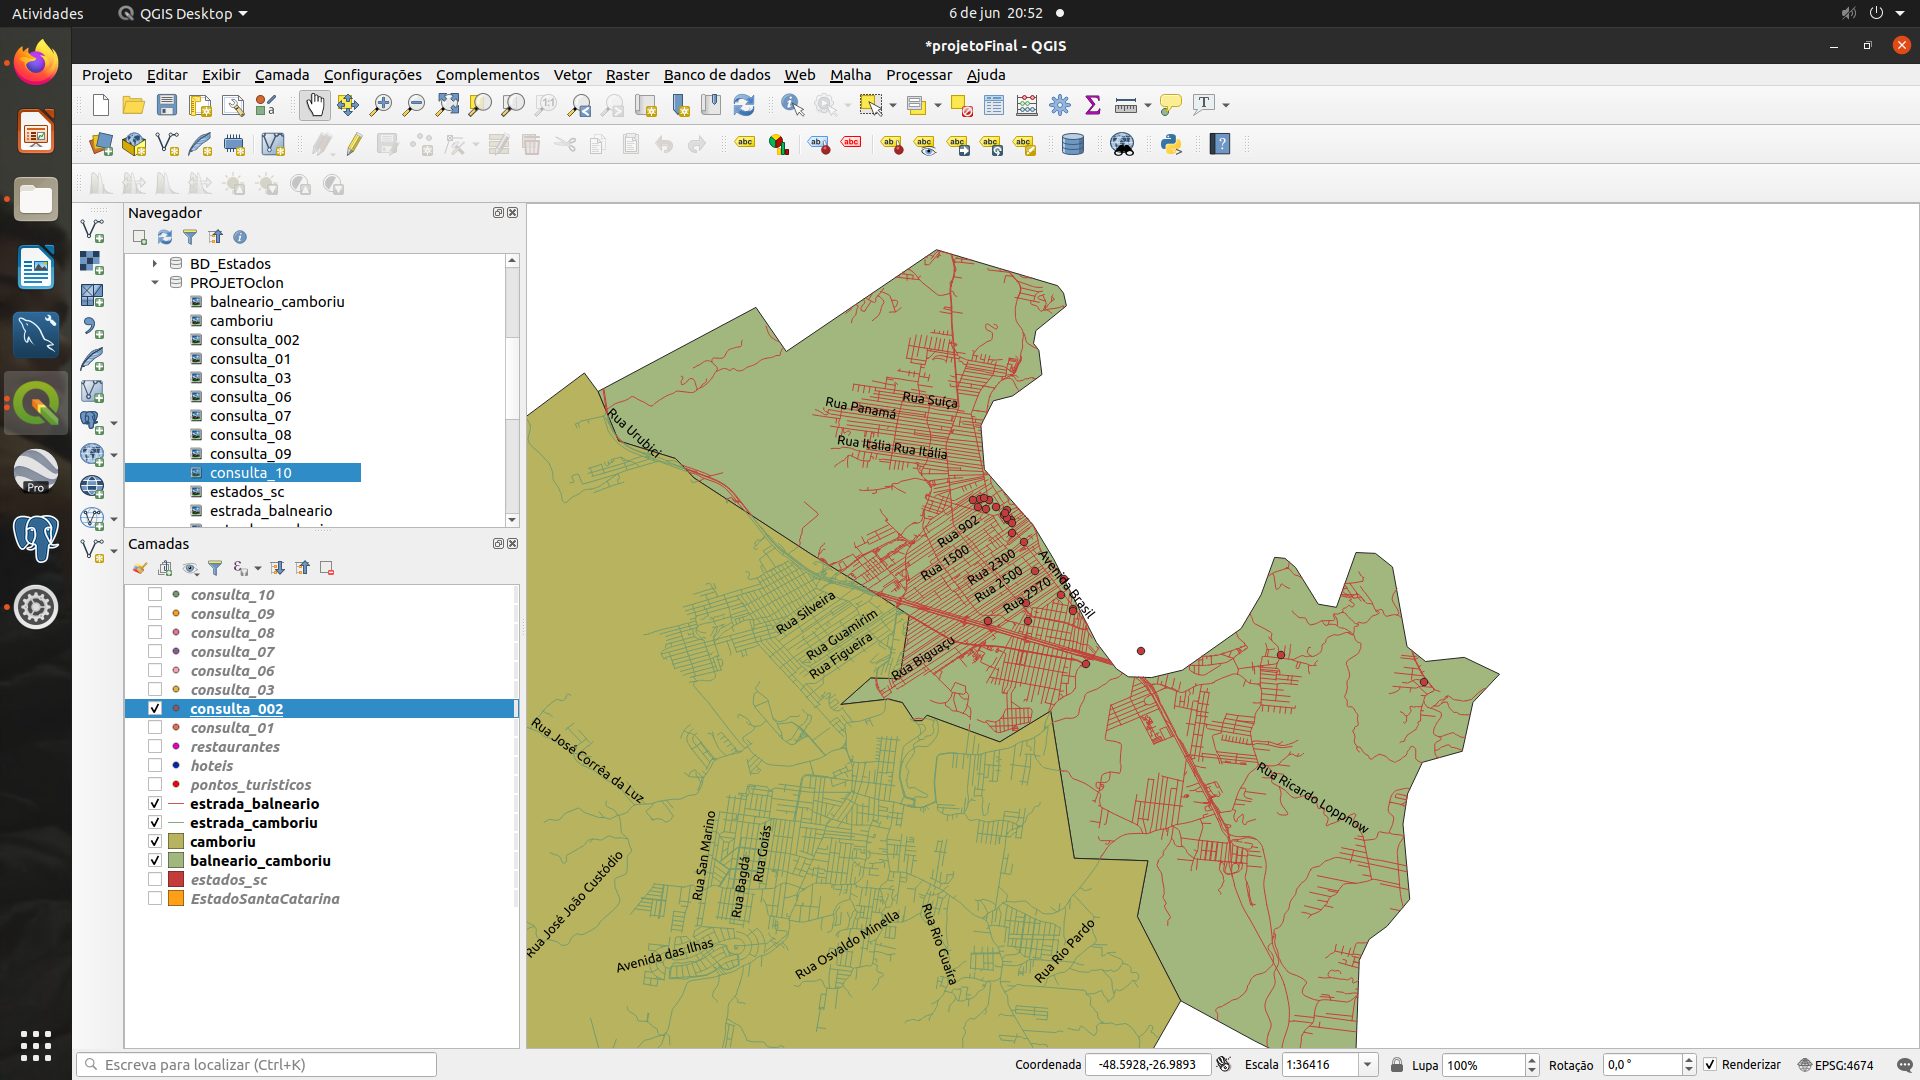 Atividades
QGIS Desktop
6 de jun 20:52
*projetoFinal - QGIS
Projeto Editar Exibir Camada Configurações Complementos Vetor Raster Banco de dados Web Malha Processar Ajuda
Navegador
BD_Estados
PROJETOclon
balneario_camboriu
camboriu
consulta_002
consulta_01
consulta_03
consulta_06
consulta_07
consulta_08
consulta_09
consulta_10
estados_sc
estrada_balneario
Camadas
consulta_10
consulta_09
consulta_08
consulta_07
consulta_06
consulta_03
consulta_002
consulta_01
restaurantes
hoteis
pontos_turisticos
estrada_balneario
estrada_camboriu
camboriu
balneario_camboriu
estados_sc
EstadoSantaCatarina
Pro
Rua Suíça
Rua Panamá
Rua Urubici
Rua Itália Rua Itália
Rua 902
Rua 1500
Rua 2300
Rua 2500
Rua 2970
Avenida Brasil
Rua Silveira
Rua Guamirim
Rua Figueira
Rua Biguaçu
Rua José Corrêa da Luz
Rua Ricardo Loppnow
Rua San Marino
Rua Bagdá
Rua Goiás
Rua José João Custódio
Avenida das Ilhas
Rua Osvaldo Minella
Rua Rio Guaíra
Rua Rio Pardo
Escreva para localizar (Ctrl+K)
Coordenada -48.5928,-26.9893 Escala 1:36416 Lupa 100% Rotação 0,0 ° Renderizar EPSG:4674